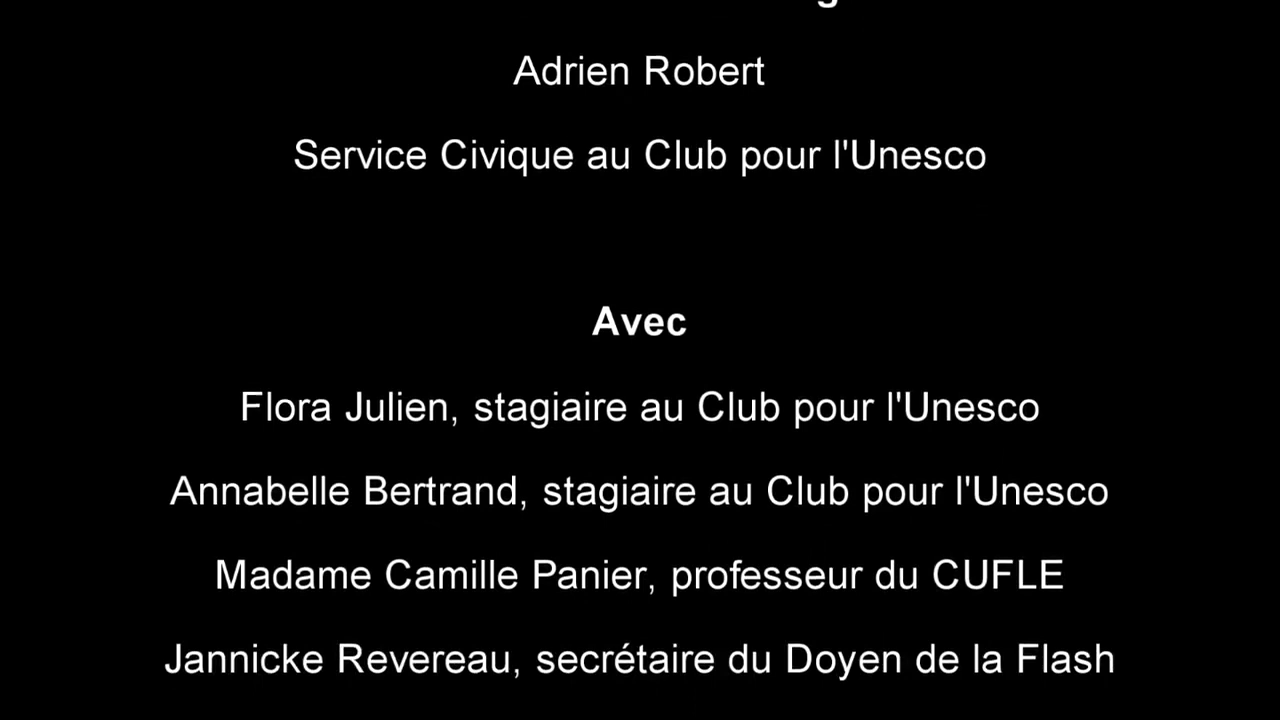 Adrien Robert
Service Civique au Club pour l'Unesco
Avec
Flora Julien, stagiaire au Club pour l'Unesco
Annabelle Bertrand, stagiaire au Club pour l'Unesco
Madame Camille Panier, professeur du CUFLE
Jannicke Revereau, secrétaire du Doyen de la Flash